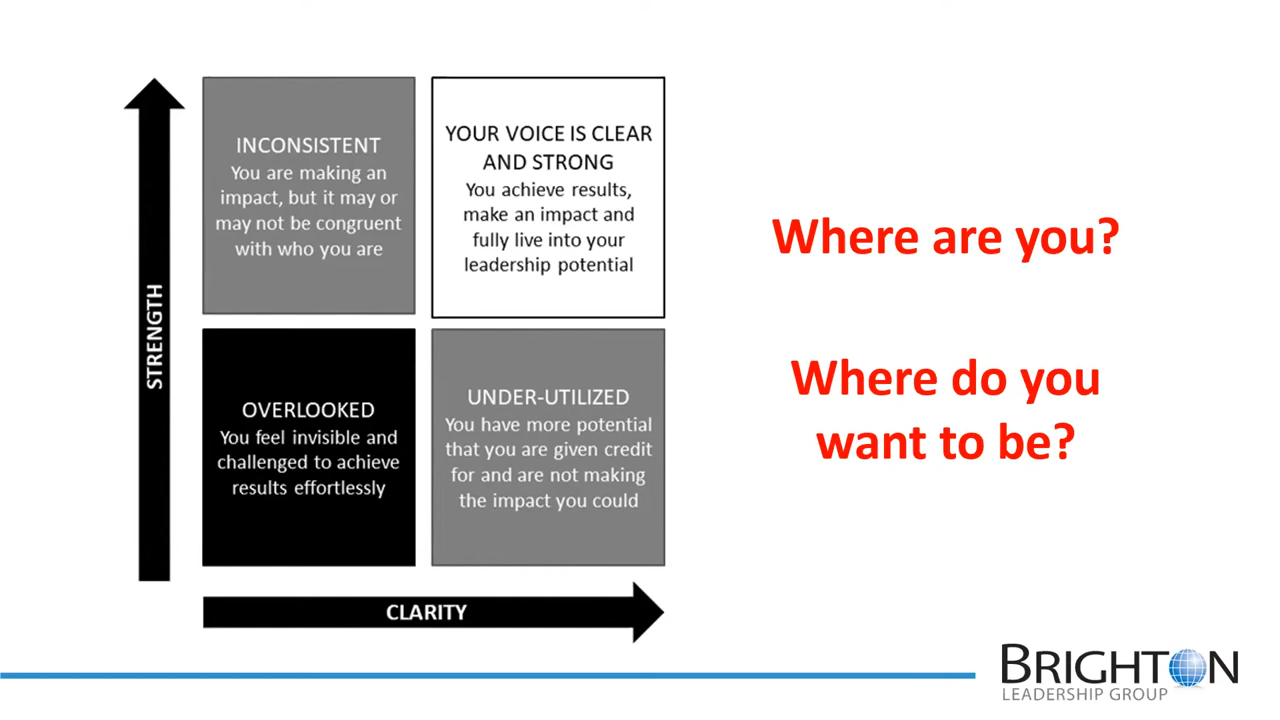 INCONSISTENT
You are making an
impact, but it may or
may not be congruent
with who you are
YOUR VOICE IS CLEAR
AND STRONG
You achieve results,
make an impact and
fully live into your
leadership potential
Where are you?
STRENGTH
OVERLOOKED
You feel invisible and
challenged to achieve
results effortlessly
UNDER-UTILIZED
You have more potential
that you are given credit
for and are not making
the impact you could
Where do you
want to be?
CLARITY
BRIGHTON
LEADERSHIP GROUP